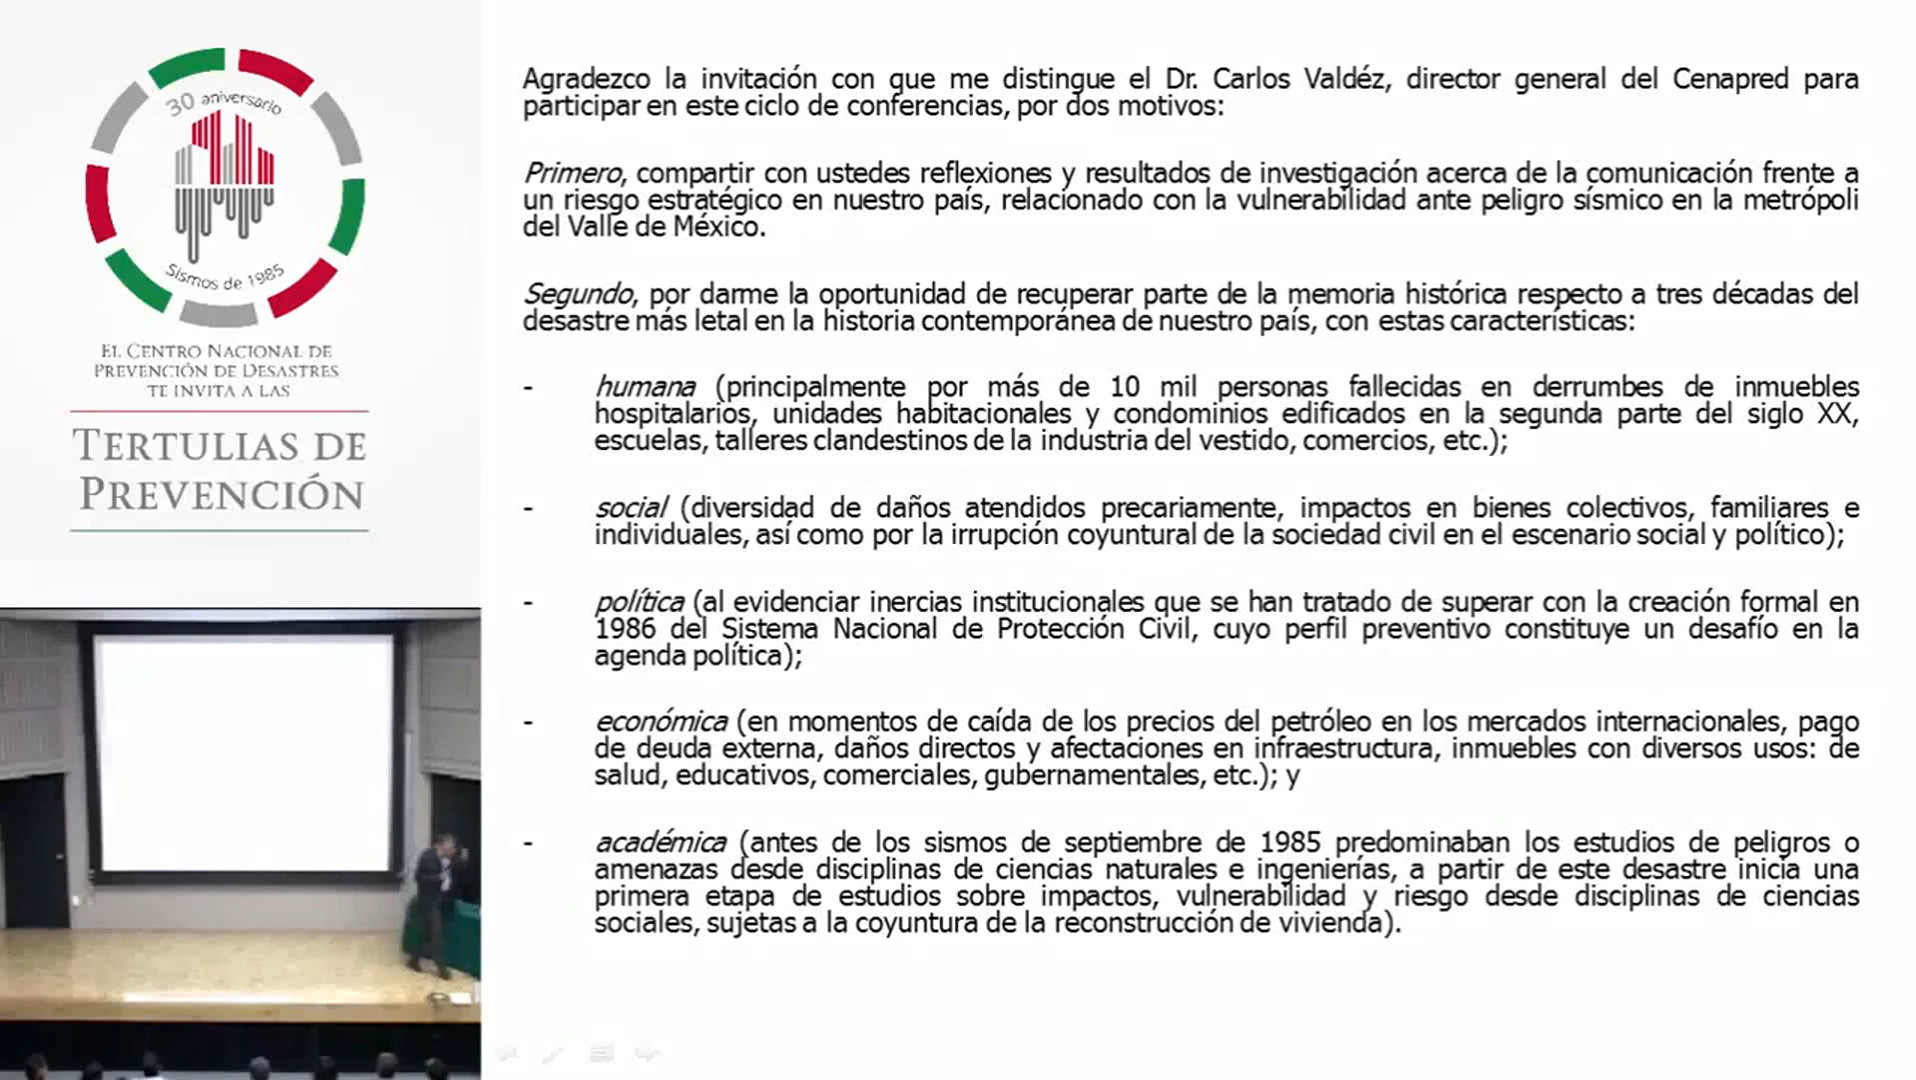 30 aniversario
Sismos de 1985
EL CENTRO NACIONAL DE
PREVENCIÓN DE DESASTRES
TE INVITA A LAS
TERTULIAS DE
PREVENCIÓN
Agradezco la invitación con que me distingue el Dr. Carlos Valdéz, director general del Cenapred para
participar en este ciclo de conferencias, por dos motivos:
Primero, compartir con ustedes reflexiones y resultados de investigación acerca de la comunicación frente a
un riesgo estratégico en nuestro país, relacionado con la vulnerabilidad ante peligro sísmico en la metrópoli
del Valle de México.
Segundo, por darme la oportunidad de recuperar parte de la memoria histórica respecto a tres décadas del
desastre más letal en la historia contemporánea de nuestro país, con estas características:
- humana (principalmente por más de 10 mil personas fallecidas en derrumbes de inmuebles
hospitalarios, unidades habitacionales y condominios edificados en la segunda parte del siglo XX,
escuelas, talleres clandestinos de la industria del vestido, comercios, etc.);
- social (diversidad de daños atendidos precariamente, impactos en bienes colectivos, familiares e
individuales, así como por la irrupción coyuntural de la sociedad civil en el escenario social y político);
- política (al evidenciar inercias institucionales que se han tratado de superar con la creación formal en
1986 del Sistema Nacional de Protección Civil, cuyo perfil preventivo constituye un desafío en la
agenda política);
- económica (en momentos de caída de los precios del petróleo en los mercados internacionales, pago
de deuda externa, daños directos y afectaciones en infraestructura, inmuebles con diversos usos: de
salud, educativos, comerciales, gubernamentales, etc.); y
- académica (antes de los sismos de septiembre de 1985 predominaban los estudios de peligros o
amenazas desde disciplinas de ciencias naturales e ingenierías, a partir de este desastre inicia una
primera etapa de estudios sobre impactos, vulnerabilidad y riesgo desde disciplinas de ciencias
sociales, sujetas a la coyuntura de la reconstrucción de vivienda).